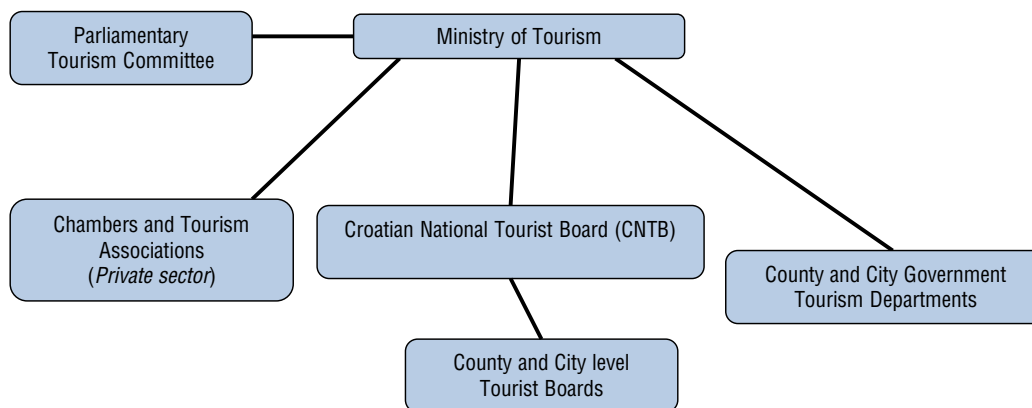 Parliamentary
Tourism Committee
Ministry of Tourism
Chambers and Tourism
Associations
(Private sector)
Croatian National Tourist Board (CNTB)
County and City Government
Tourism Departments
County and City level
Tourist Boards